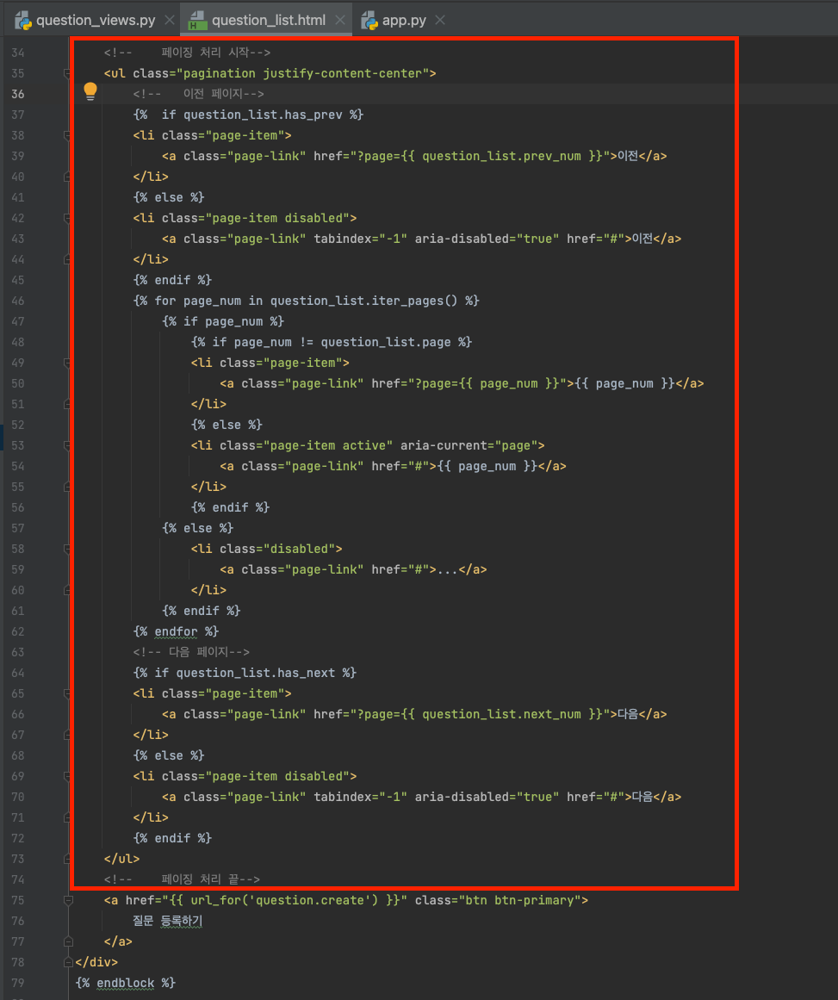 question_views.py question_list.html app.py
34 <!--    페이징 처리 시작-->
35 <ul class="pagination justify-content-center">
36     <!--   이전 페이지-->
37     {%  if question_list.has_prev %}
38     <li class="page-item">
39         <a class="page-link" href="?page={{ question_list.prev_num }}">이전</a>
40     </li>
41     {% else %}
42     <li class="page-item disabled">
43         <a class="page-link" tabindex="-1" aria-disabled="true" href="#">이전</a>
44     </li>
45     {% endif %}
46     {% for page_num in question_list.iter_pages() %}
47         {% if page_num %}
48             {% if page_num != question_list.page %}
49             <li class="page-item">
50                 <a class="page-link" href="?page={{ page_num }}">{{ page_num }}</a>
51             </li>
52             {% else %}
53             <li class="page-item active" aria-current="page">
54                 <a class="page-link" href="#">{{ page_num }}</a>
55             </li>
56             {% endif %}
57         {% else %}
58             <li class="disabled">
59                 <a class="page-link" href="#">...</a>
60             </li>
61         {% endif %}
62     {% endfor %}
63     <!-- 다음 페이지-->
64     {% if question_list.has_next %}
65     <li class="page-item">
66         <a class="page-link" href="?page={{ question_list.next_num }}">다음</a>
67     </li>
68     {% else %}
69     <li class="page-item disabled">
70         <a class="page-link" tabindex="-1" aria-disabled="true" href="#">다음</a>
71     </li>
72     {% endif %}
73 </ul>
74 <!--    페이징 처리 끝-->
75 <a href="{{ url_for('question.create') }}" class="btn btn-primary">
76     질문 등록하기
77 </a>
78 </div>
79 {% endblock %}